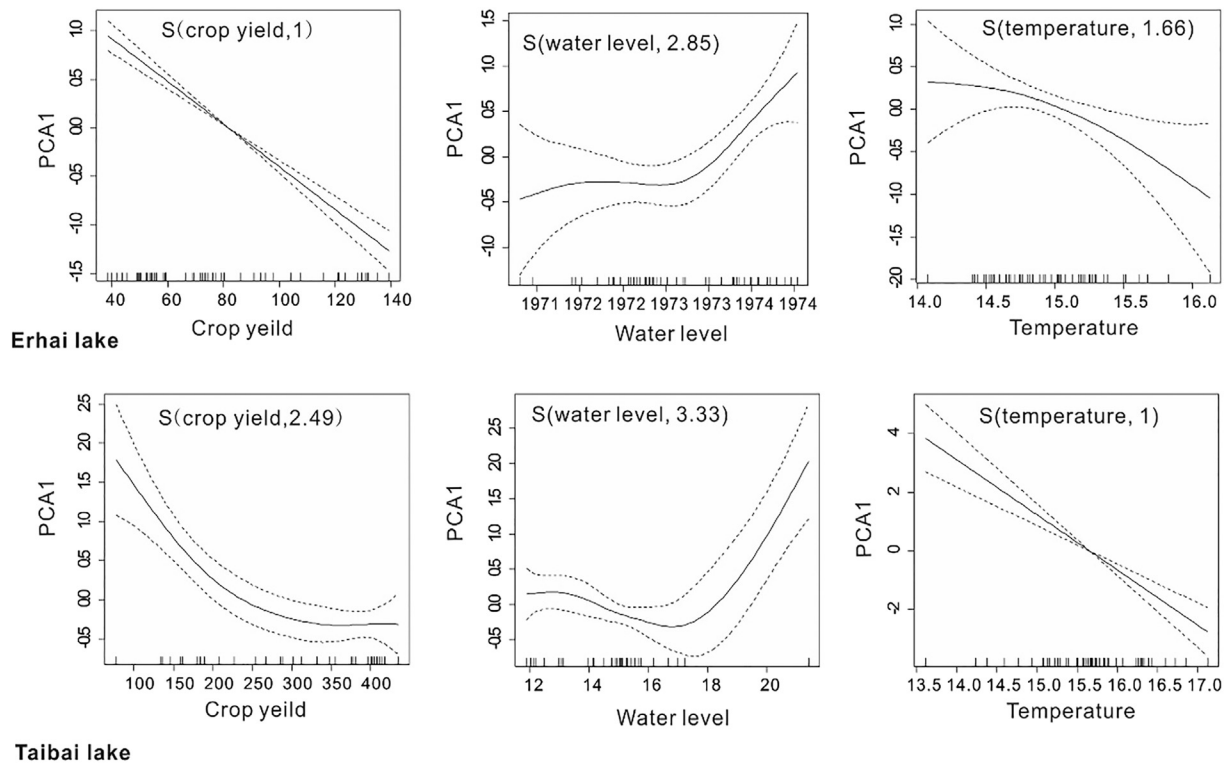 S(crop yield,1)
PCA1
1.0
0.5
0.0
-0.5
-1.0
-1.5
40 60 80 100 120 140
Crop yeild
S(water level, 2.85)
PCA1
1.5
1.0
0.5
0.0
-0.5
-1.0
1971 1972 1972 1973 1973 1974 1974
Water level
S(temperature, 1.66)
PCA1
1.0
0.5
0.0
-0.5
-1.0
-1.5
-2.0
14.0 14.5 15.0 15.5 16.0
Temperature
Erhai lake
S(crop yield,2.49)
PCA1
2.5
2.0
1.5
1.0
0.5
0.0
-0.5
100 150 200 250 300 350 400
Crop yeild
S(water level, 3.33)
PCA1
2.5
2.0
1.5
1.0
0.5
0.0
-0.5
12 14 16 18 20
Water level
S(temperature, 1)
PCA1
4
2
0
-2
13.5 14.0 14.5 15.0 15.5 16.0 16.5 17.0
Temperature
Taibai lake